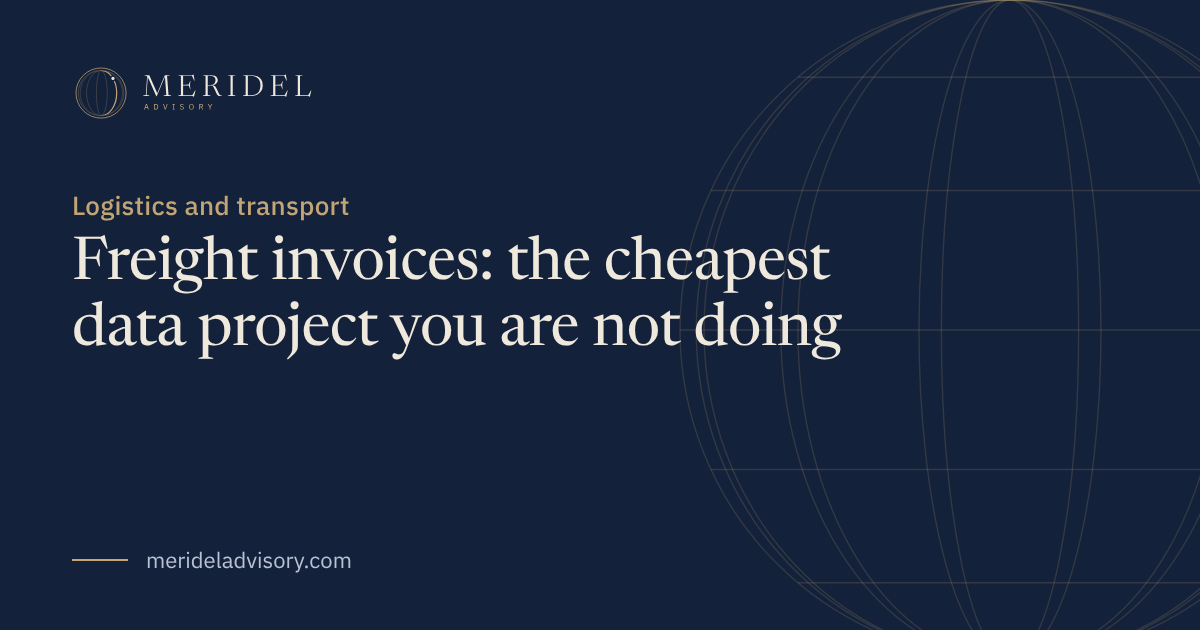 MERIDEL
ADVISORY
Logistics and transport
Freight invoices: the cheapest
data project you are not doing
merideladvisory.com